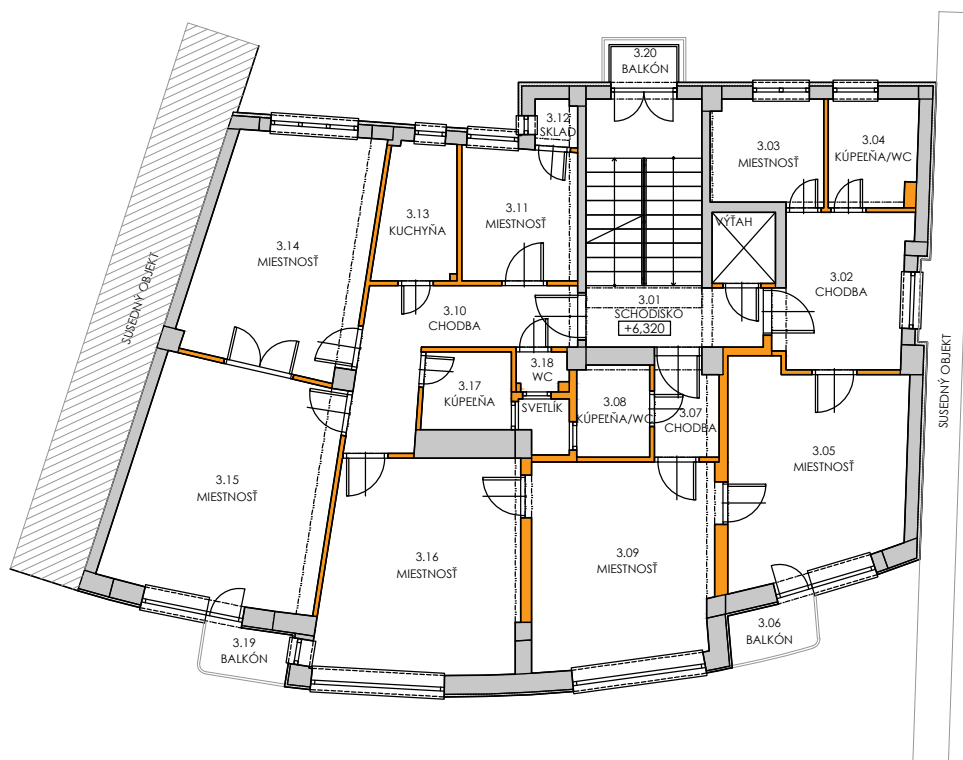 3.20
BALKÓN
3.12
SKLAD
3.03
MIESTNOSŤ
3.04
KÚPEĽŇA/WC
3.11
MIESTNOSŤ
3.13
KUCHYŇA
VÝŤAH
3.14
MIESTNOSŤ
3.02
CHODBA
SUSEDNÝ OBJEKT
3.10
CHODBA
3.01
SCHODISKO
+6,320
SUSEDNÝ OBJEKT
3.18
WC
3.17
KÚPEĽŇA
SVETLÍK
3.08
KÚPEĽŇA/WC
3.07
CHODBA
3.05
MIESTNOSŤ
3.15
MIESTNOSŤ
3.16
MIESTNOSŤ
3.09
MIESTNOSŤ
3.19
BALKÓN
3.06
BALKÓN